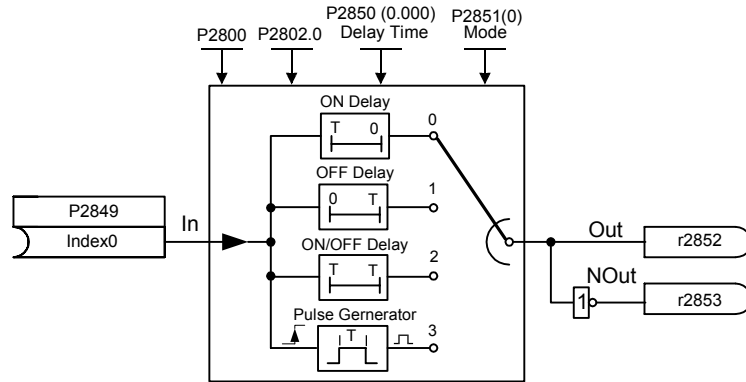 P2800 P2802.0 P2850 (0.000) P2851(0)
Delay Time Mode
ON Delay
T 0
0
OFF Delay
0 T
1
P2849
Index0
In
ON/OFF Delay
T T
2
Pulse Gernerator
T
3
Out
r2852
NOut
1
r2853